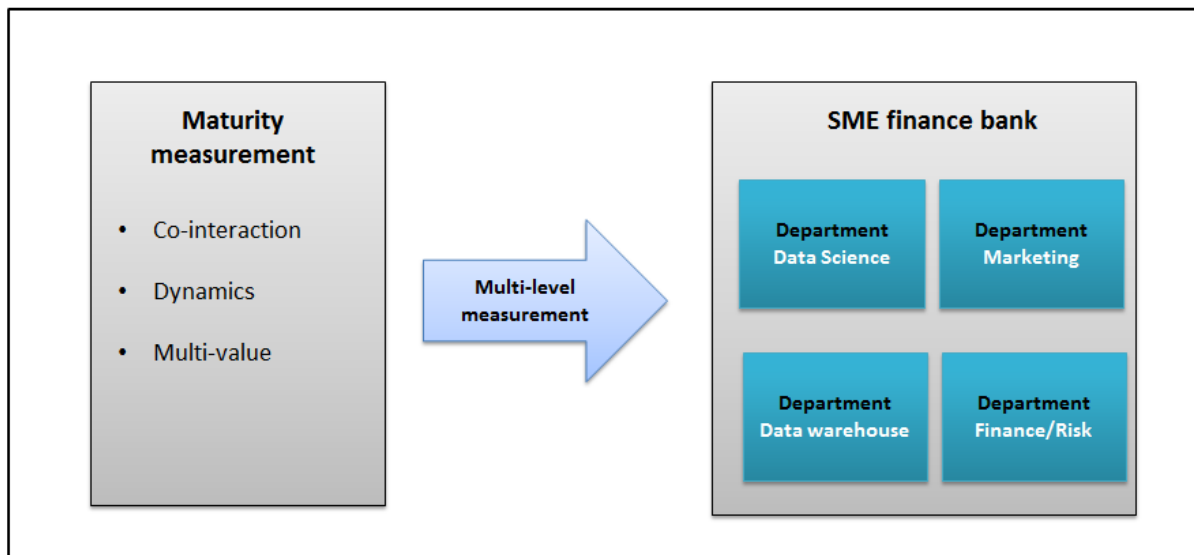 Maturity
measurement
• Co-interaction
• Dynamics
• Multi-value
Multi-level
measurement
SME finance bank
Department
Data Science
Department
Marketing
Department
Data warehouse
Department
Finance/Risk